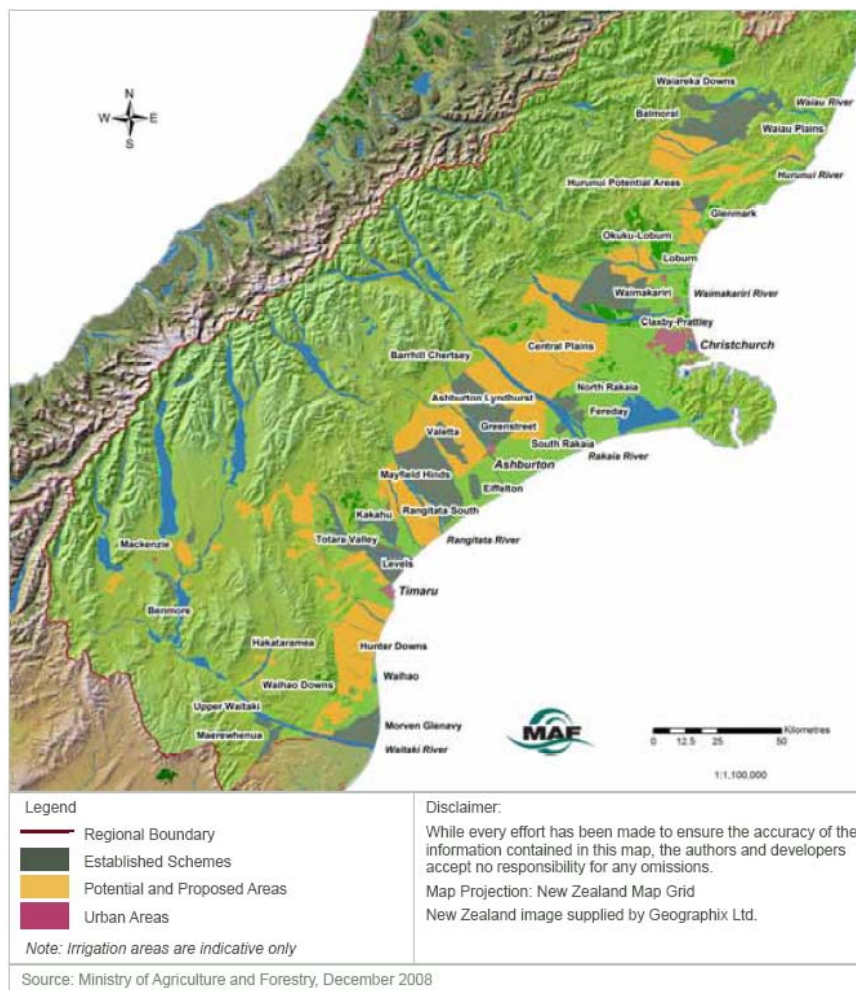 N
W E
S
Waiareka Downs
Waiau River
Balmoral
Waiau Plains
Hurunui River
Hurunui Potential Areas
Glenmark
Okuku-Loburn
Loburn
Waimakariri
Waimakariri River
Claxby-Prattley
Christchurch
Central Plains
Barrhill Chertsey
North Rakaia
Ashburton Lyndhurst
Fereday
Greenstreet
Valetta
South Rakaia
Rakaia River
Ashburton
Mayfield Hinds
Eiffelton
Kakahu
Rangitata South
Totara Valley
Rangitata River
Mackenzie
Levels
Timaru
Benmore
Hakataramea
Hunter Downs
Waihao
Waihao Downs
Upper Waitaki
Morven Glenavy
Maerewhenua
Waitaki River
MAF
Kilometres
0 12.5 25 50
1:1,100,000
Legend
Regional Boundary
Established Schemes
Potential and Proposed Areas
Urban Areas
Note: Irrigation areas are indicative only
Disclaimer:
While every effort has been made to ensure the accuracy of the
information contained in this map, the authors and developers
accept no responsibility for any omissions.
Map Projection: New Zealand Map Grid
New Zealand image supplied by Geographix Ltd.
Source: Ministry of Agriculture and Forestry, December 2008